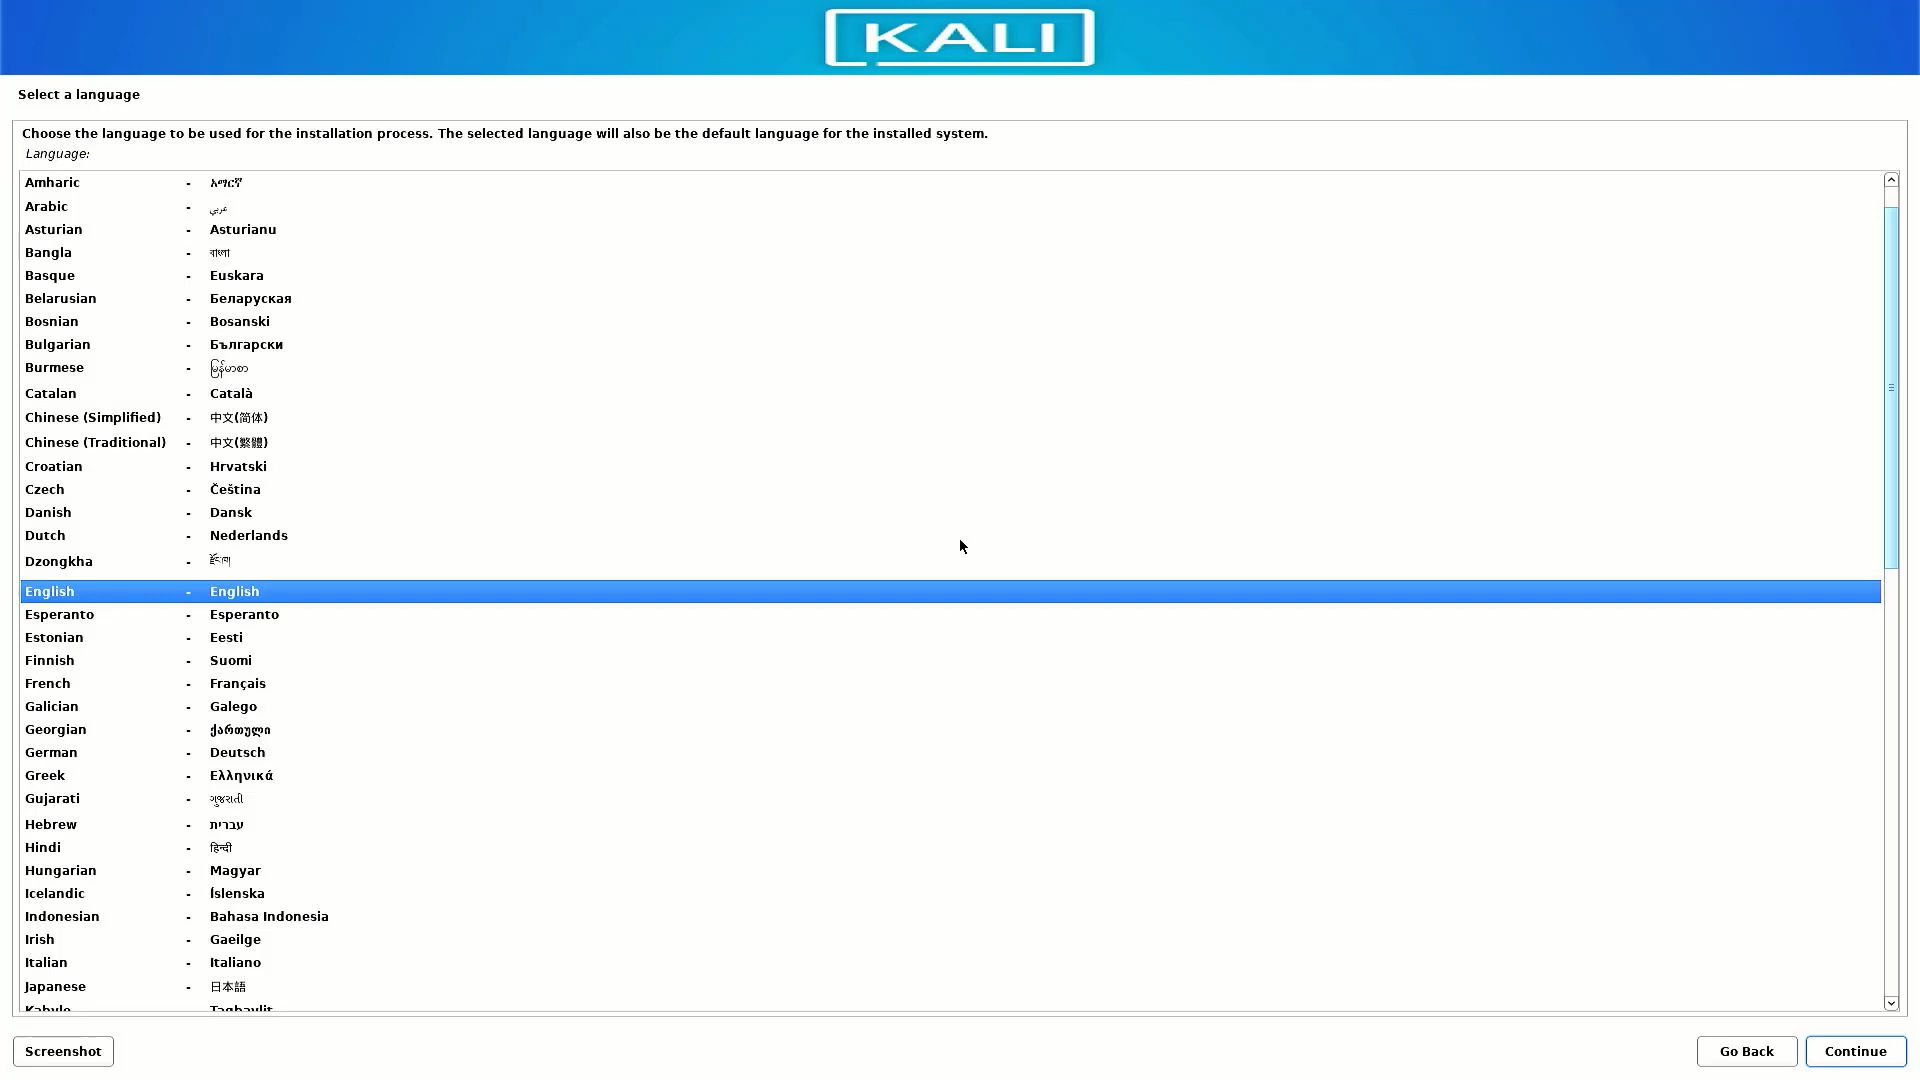 KALI
Select a language
Choose the language to be used for the installation process. The selected language will also be the default language for the installed system.
Language:
Amharic - አማርኛ
Arabic - عربي
Asturian - Asturianu
Bangla - বাংলা
Basque - Euskara
Belarusian - Беларуская
Bosnian - Bosanski
Bulgarian - Български
Burmese - မြန်မာစာ
Catalan - Català
Chinese (Simplified) - 中文(简体)
Chinese (Traditional) - 中文(繁體)
Croatian - Hrvatski
Czech - Čeština
Danish - Dansk
Dutch - Nederlands
Dzongkha - རྫོང་ཁ།
English - English
Esperanto - Esperanto
Estonian - Eesti
Finnish - Suomi
French - Français
Galician - Galego
Georgian - ქართული
German - Deutsch
Greek - Ελληνικά
Gujarati - ગુજરાતી
Hebrew - עברית
Hindi - हिन्दी
Hungarian - Magyar
Icelandic - Íslenska
Indonesian - Bahasa Indonesia
Irish - Gaeilge
Italian - Italiano
Japanese - 日本語
Kabyle - Taqbaylit
Screenshot
Go Back
Continue